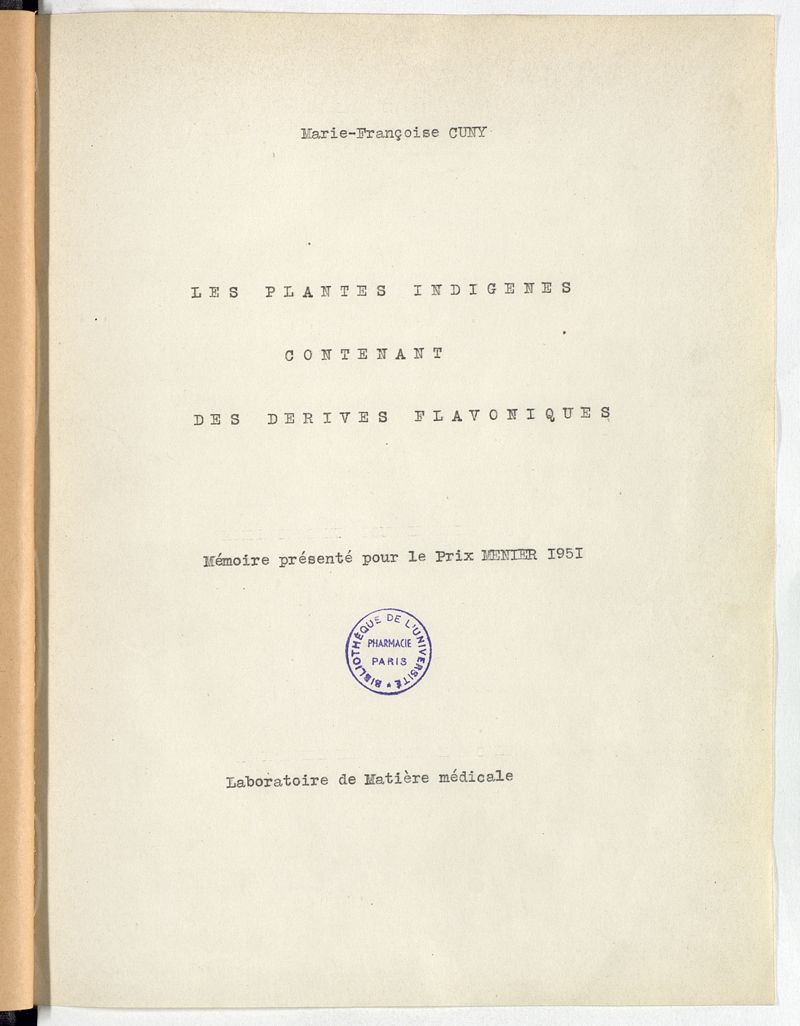 Marie-Françoise CUNY
LES PLANTES INDIGENES
CONTENANT
DES DERIVES FLAVONIQUES
Mémoire présenté pour le Prix MENIER I95I
BIBLIOTHÈQUE DE L'UNIVERSITÉ *
PHARMACIE
PARIS
Laboratoire de Matière médicale